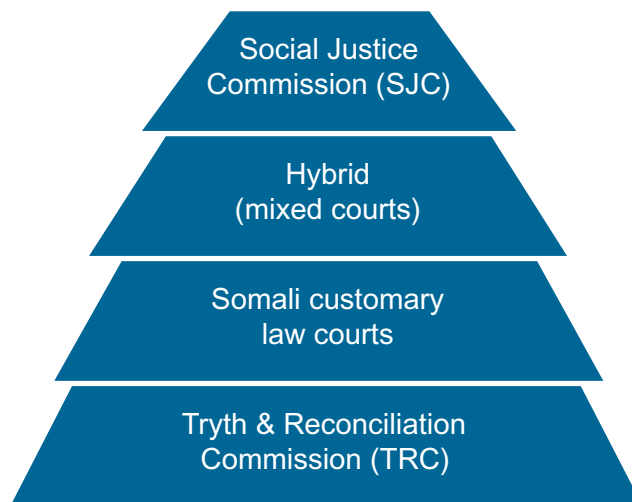 Social Justice
Commission (SJC)
Hybrid
(mixed courts)
Somali customary
law courts
Tryth & Reconciliation
Commission (TRC)